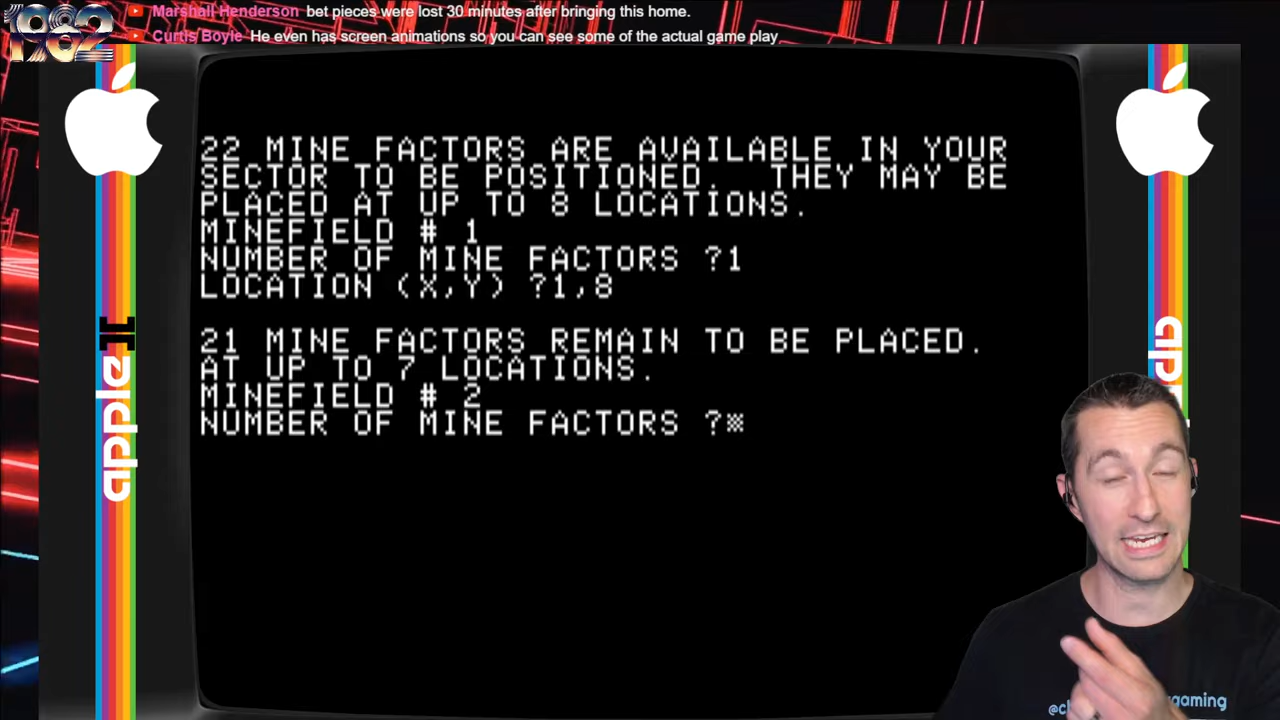 1982
Marshall Henderson bet pieces were lost 30 minutes after bringing this home.
Curtis Boyle He even has screen animations so you can see some of the actual game play
22 MINE FACTORS ARE AVAILABLE IN YOUR
SECTOR TO BE POSITIONED.  THEY MAY BE
PLACED AT UP TO 8 LOCATIONS.
MINEFIELD # 1
NUMBER OF MINE FACTORS ?1
LOCATION (X,Y) ?1,8
21 MINE FACTORS REMAIN TO BE PLACED.
AT UP TO 7 LOCATIONS.
MINEFIELD # 2
NUMBER OF MINE FACTORS ?
apple ][